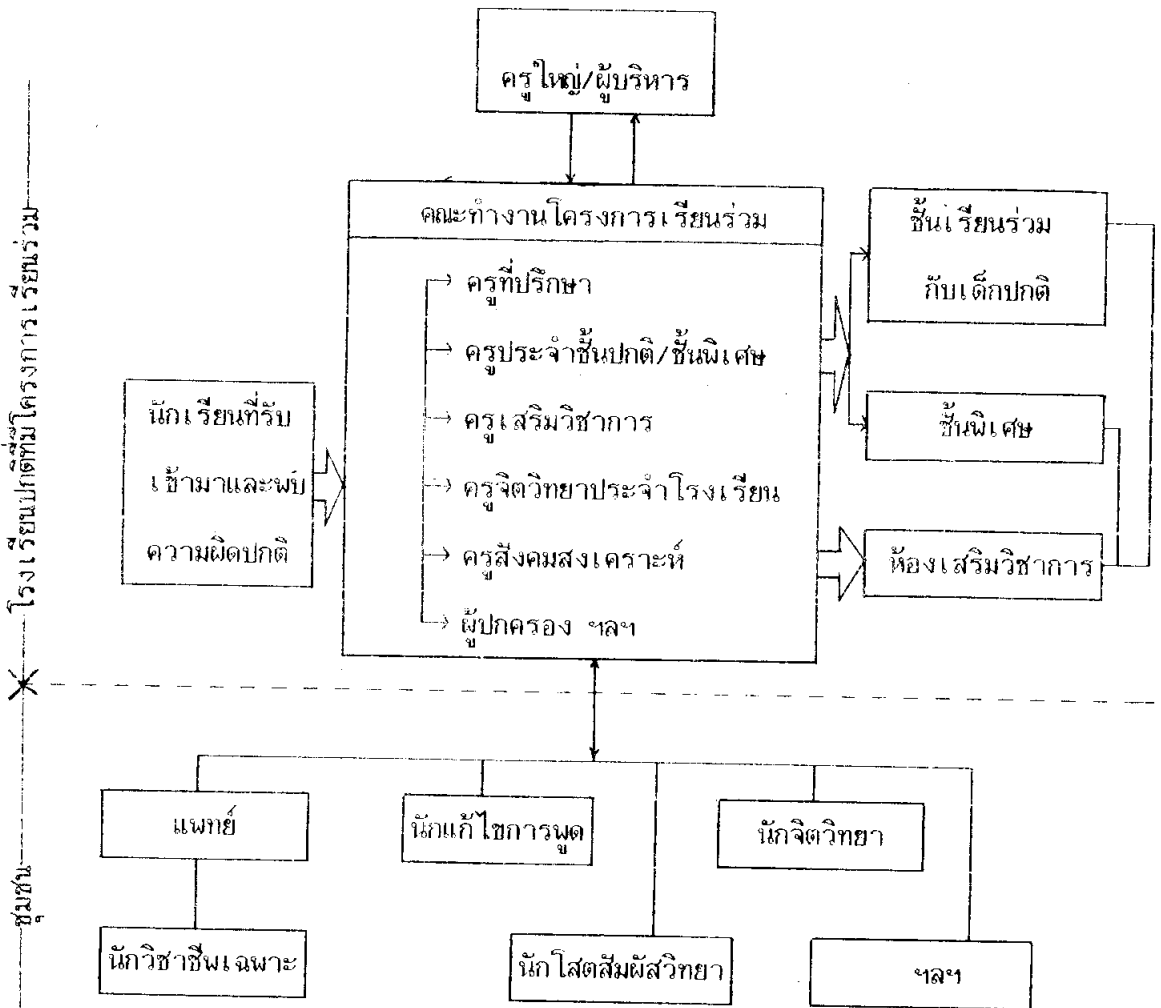 ครูใหญ่/ผู้บริหาร
คณะทำงานโครงการเรียนร่วม
ครูที่ปรึกษา
ครูประจำชั้นปกติ/ชั้นพิเศษ
ครูเสริมวิชาการ
ครูจิตวิทยาประจำโรงเรียน
ครูสังคมสงเคราะห์
ผู้ปกครอง ฯลฯ
นักเรียนที่รับ
เข้ามาและพบ
ความผิดปกติ
ชั้นเรียนร่วม
กับเด็กปกติ
ชั้นพิเศษ
ห้องเสริมวิชาการ
โรงเรียนปกติที่มีโครงการเรียนร่วม
ชุมชน
แพทย์
นักแก้ไขการพูด
นักจิตวิทยา
นักวิชาชีพเฉพาะ
นักโสตสัมผัสวิทยา
ฯลฯ